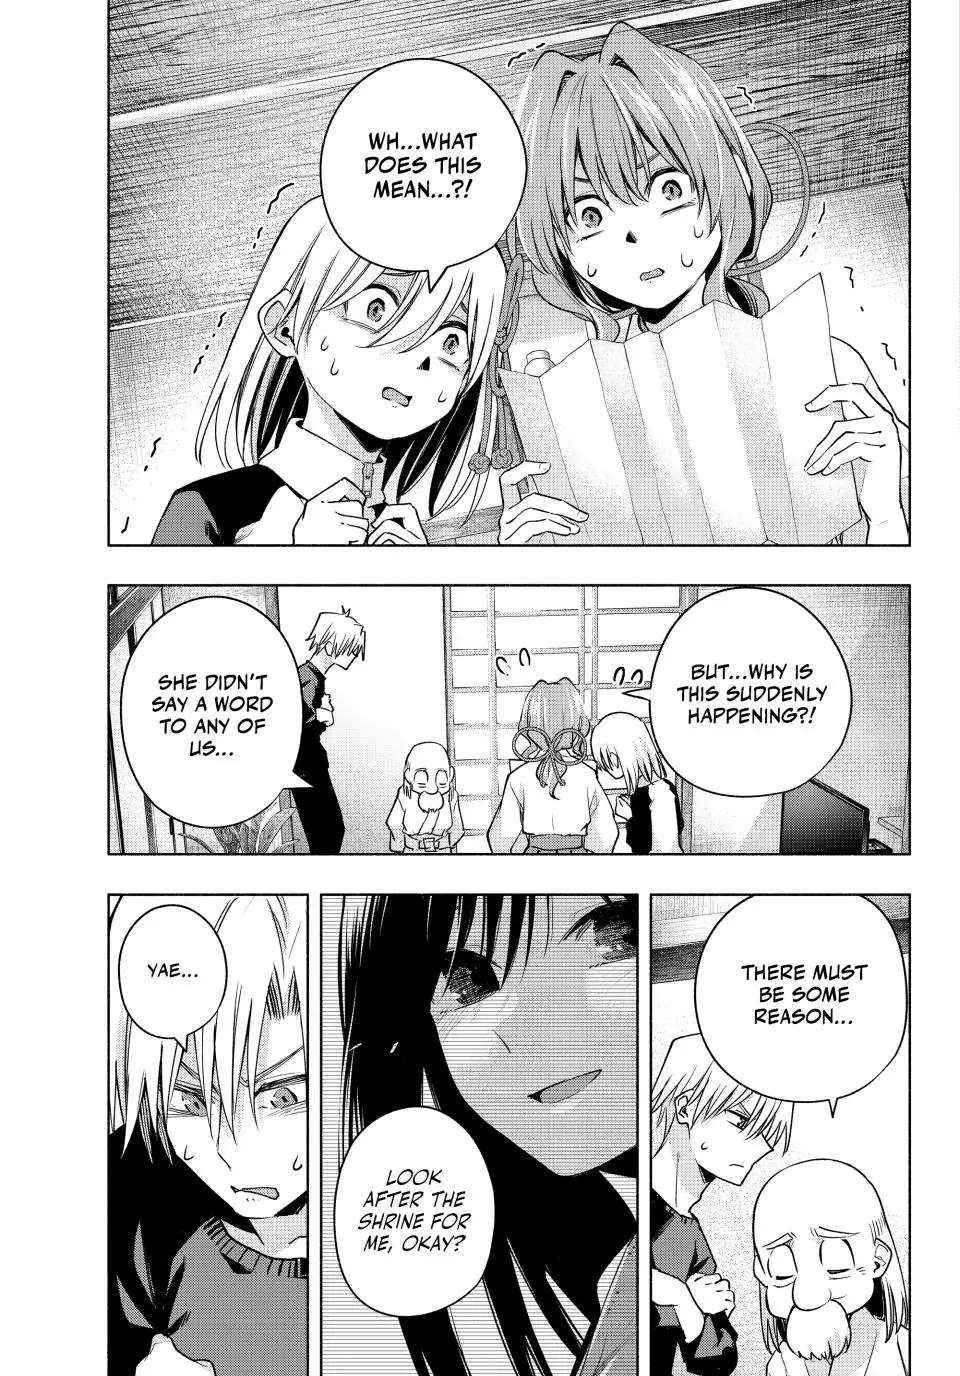 WH...WHAT
DOES THIS
MEAN...?!
BUT...WHY IS
THIS SUDDENLY
HAPPENING?!
SHE DIDN'T
SAY A WORD
TO ANY OF
US...
THERE MUST
BE SOME
REASON...
LOOK
AFTER THE
SHRINE FOR
ME, OKAY?
YAE...